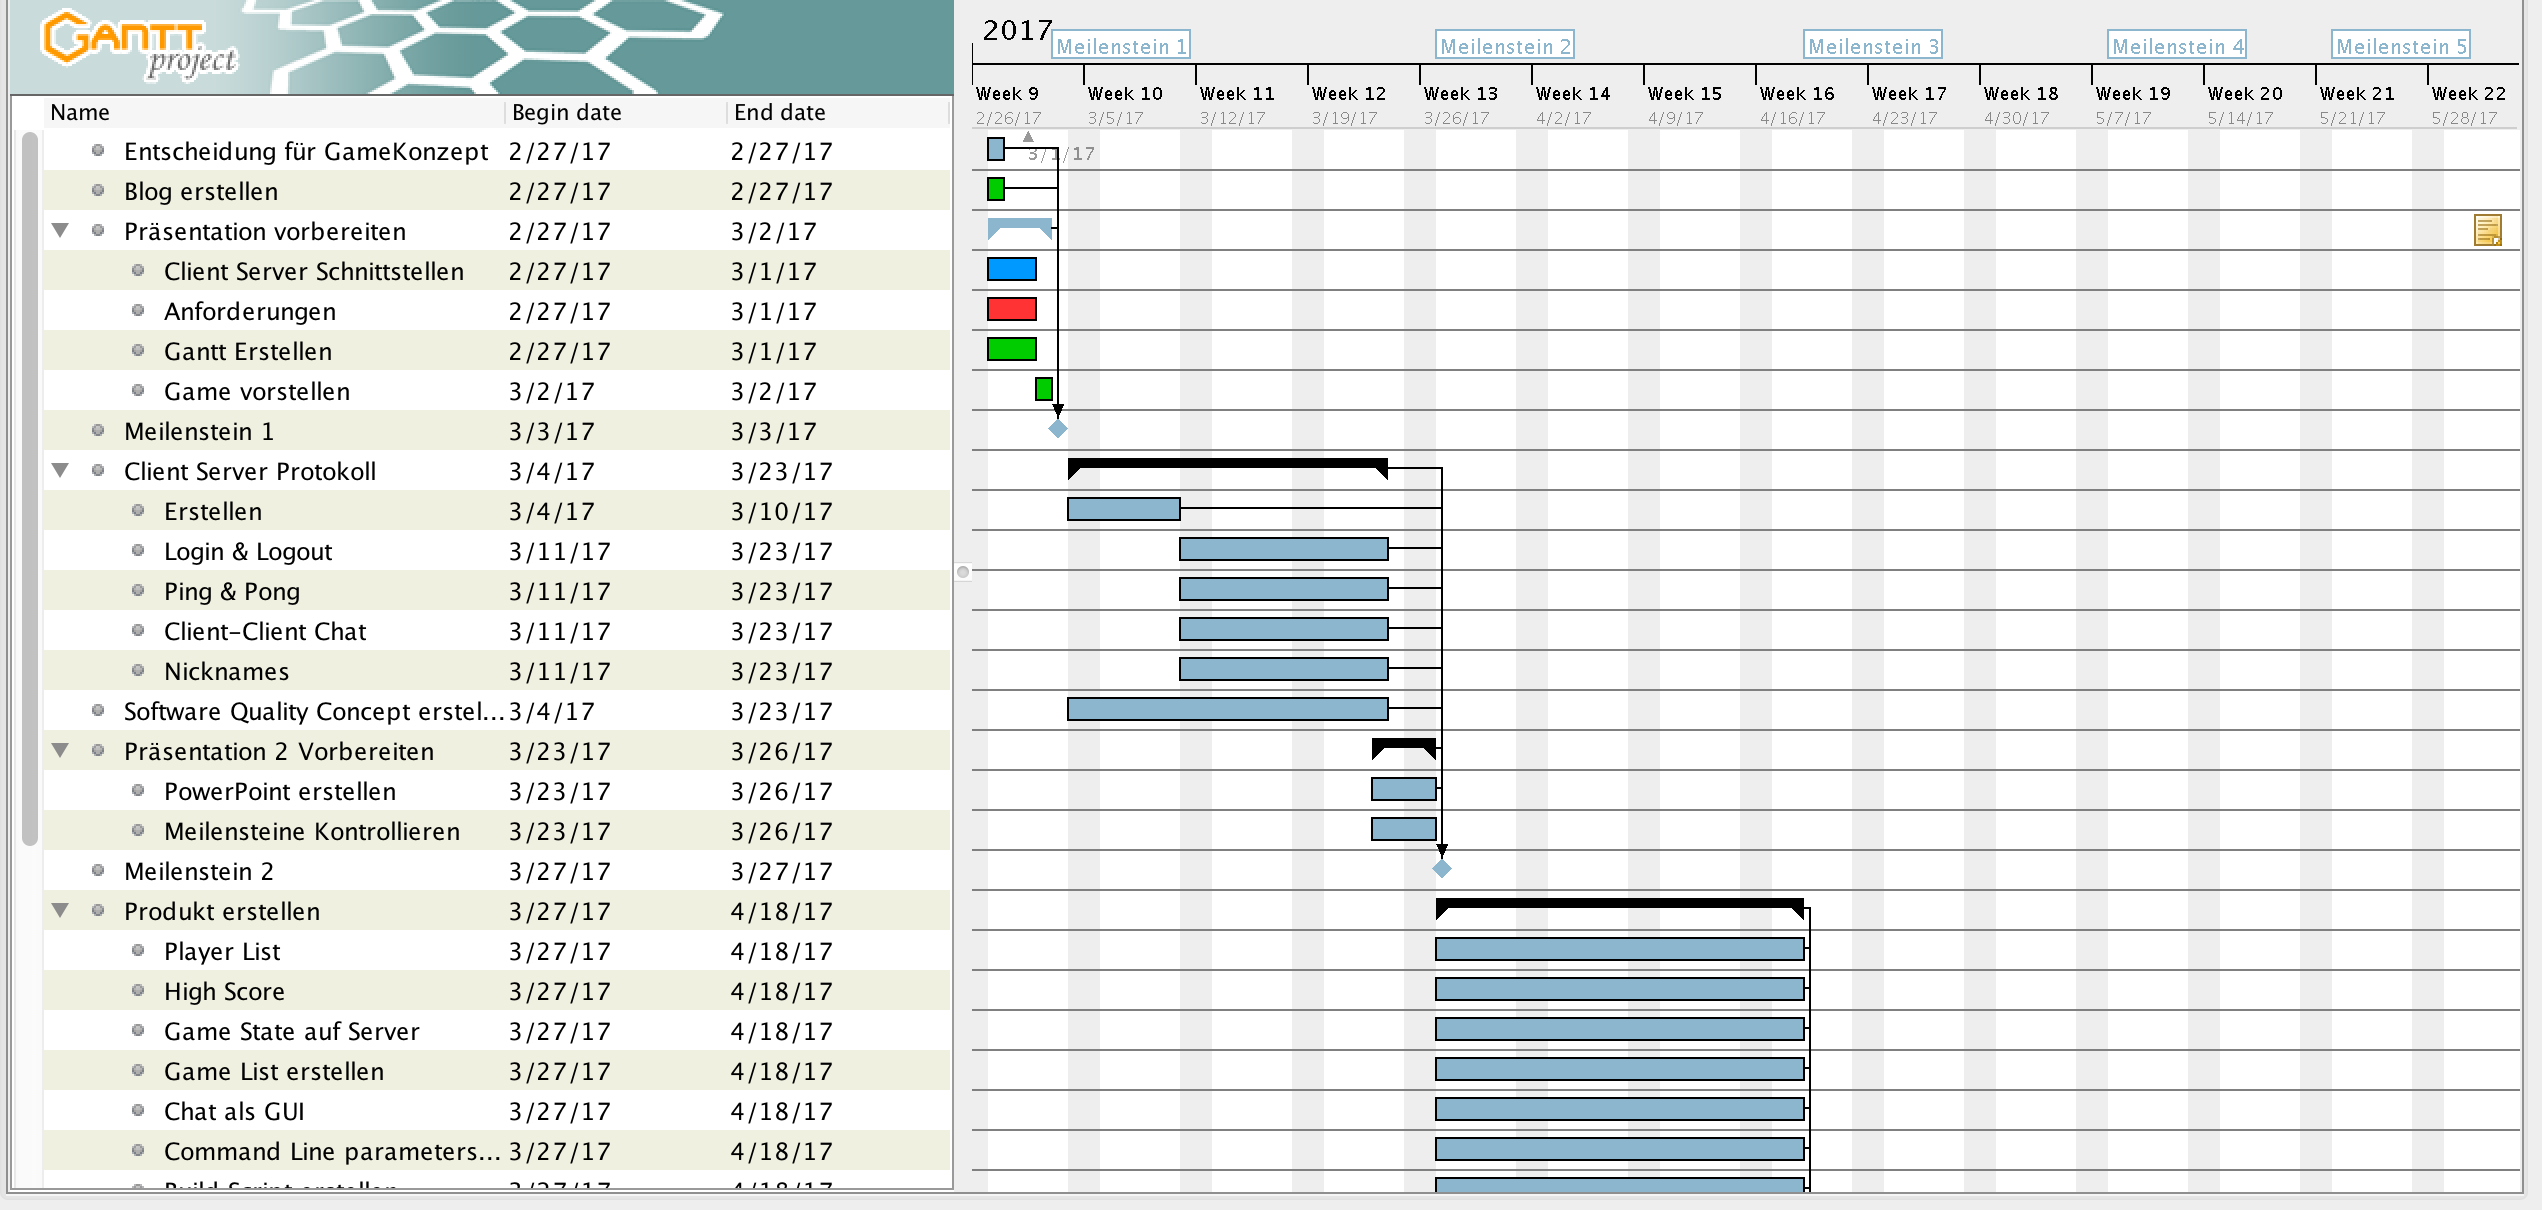 GANTT
project
2017
Meilenstein 1 Meilenstein 2 Meilenstein 3 Meilenstein 4 Meilenstein 5
Week 9 Week 10 Week 11 Week 12 Week 13 Week 14 Week 15 Week 16 Week 17 Week 18 Week 19 Week 20 Week 21 Week 22
2/26/17 3/5/17 3/12/17 3/19/17 3/26/17 4/2/17 4/9/17 4/16/17 4/23/17 4/30/17 5/7/17 5/14/17 5/21/17 5/28/17
3/1/17
Name Begin date End date
Entscheidung für GameKonzept 2/27/17 2/27/17
Blog erstellen 2/27/17 2/27/17
Präsentation vorbereiten 2/27/17 3/2/17
Client Server Schnittstellen 2/27/17 3/1/17
Anforderungen 2/27/17 3/1/17
Gantt Erstellen 2/27/17 3/1/17
Game vorstellen 3/2/17 3/2/17
Meilenstein 1 3/3/17 3/3/17
Client Server Protokoll 3/4/17 3/23/17
Erstellen 3/4/17 3/10/17
Login & Logout 3/11/17 3/23/17
Ping & Pong 3/11/17 3/23/17
Client-Client Chat 3/11/17 3/23/17
Nicknames 3/11/17 3/23/17
Software Quality Concept erstel... 3/4/17 3/23/17
Präsentation 2 Vorbereiten 3/23/17 3/26/17
PowerPoint erstellen 3/23/17 3/26/17
Meilensteine Kontrollieren 3/23/17 3/26/17
Meilenstein 2 3/27/17 3/27/17
Produkt erstellen 3/27/17 4/18/17
Player List 3/27/17 4/18/17
High Score 3/27/17 4/18/17
Game State auf Server 3/27/17 4/18/17
Game List erstellen 3/27/17 4/18/17
Chat als GUI 3/27/17 4/18/17
Command Line parameters... 3/27/17 4/18/17
Build Script erstellen 3/27/17 4/18/17